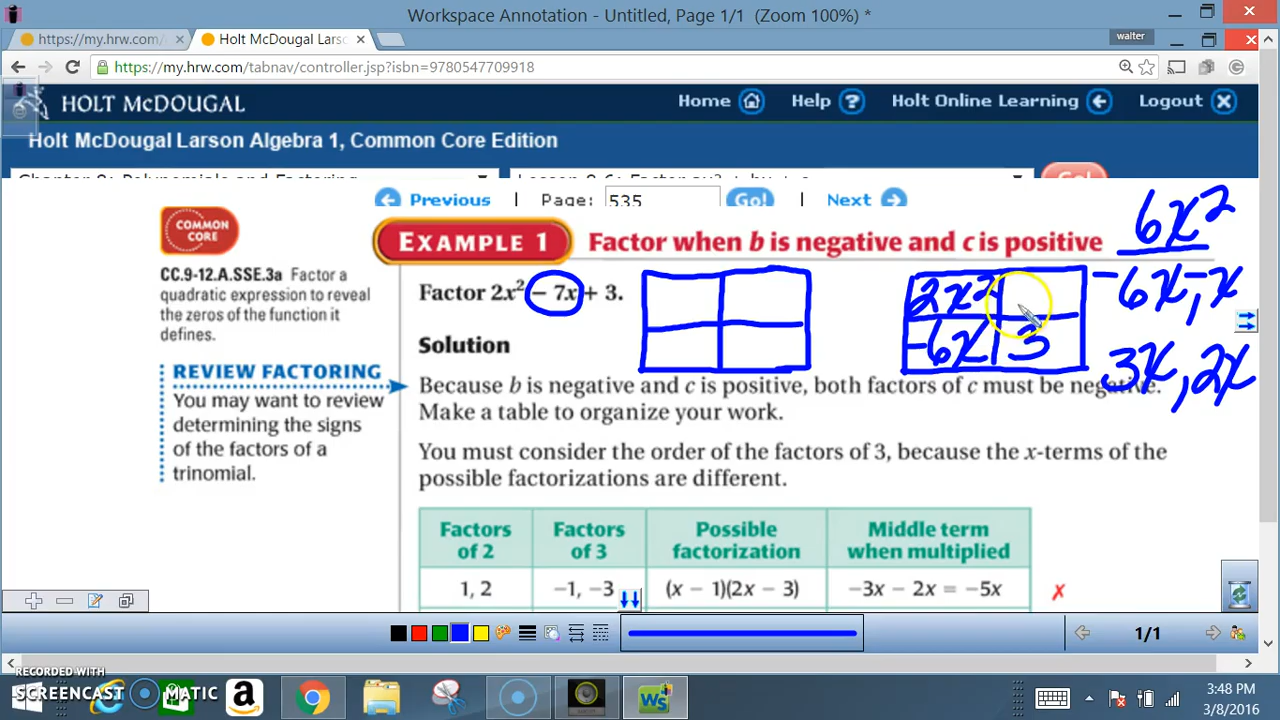 Workspace Annotation - Untitled, Page 1/1 (Zoom 100%) *
https://my.hrw.com/ × Holt McDougal Lars × walter
https://my.hrw.com/tabnav/controller.jsp?isbn=9780547709918
HOLT McDOUGAL Home Help ? Holt Online Learning Logout X
Holt McDougal Larson Algebra 1, Common Core Edition
Previous | Page: 535 Go! | Next
COMMON CORE
CC.9-12.A.SSE.3a Factor a
quadratic expression to reveal
the zeros of the function it
defines.
REVIEW FACTORING
You may want to review
determining the signs
of the factors of a
trinomial.
EXAMPLE 1 Factor when b is negative and c is positive
Factor 2x² − 7x + 3.
2x²
-6x 3
6x²
-6x, -x
3x, 2x
Solution
Because b is negative and c is positive, both factors of c must be negative.
Make a table to organize your work.
You must consider the order of the factors of 3, because the x-terms of the
possible factorizations are different.
Factors of 2 Factors of 3 Possible factorization Middle term when multiplied
1, 2 −1, −3 (x − 1)(2x − 3) −3x − 2x = −5x ✗
1/1
RECORDED WITH
SCREENCAST MATIC
3:48 PM
3/8/2016